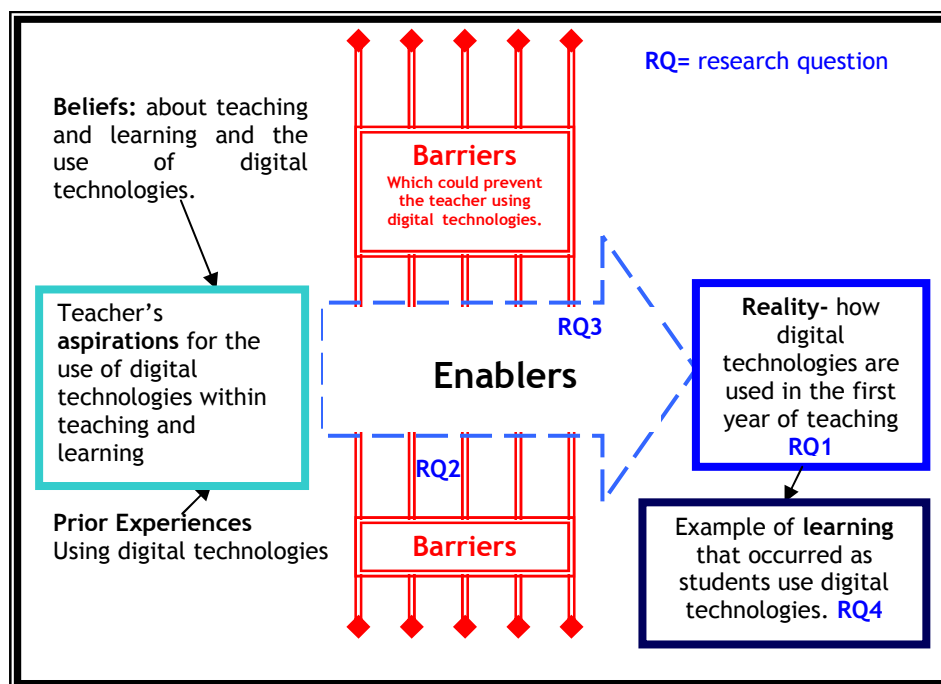 RQ= research question
Beliefs: about teaching
and learning and the
use of digital
technologies.
Barriers
Which could prevent
the teacher using
digital technologies.
Teacher’s
aspirations for the
use of digital
technologies within
teaching and
learning
RQ3
Enablers
RQ2
Reality- how
digital
technologies are
used in the first
year of teaching
RQ1
Prior Experiences
Using digital technologies
Barriers
Example of learning
that occurred as
students use digital
technologies. RQ4